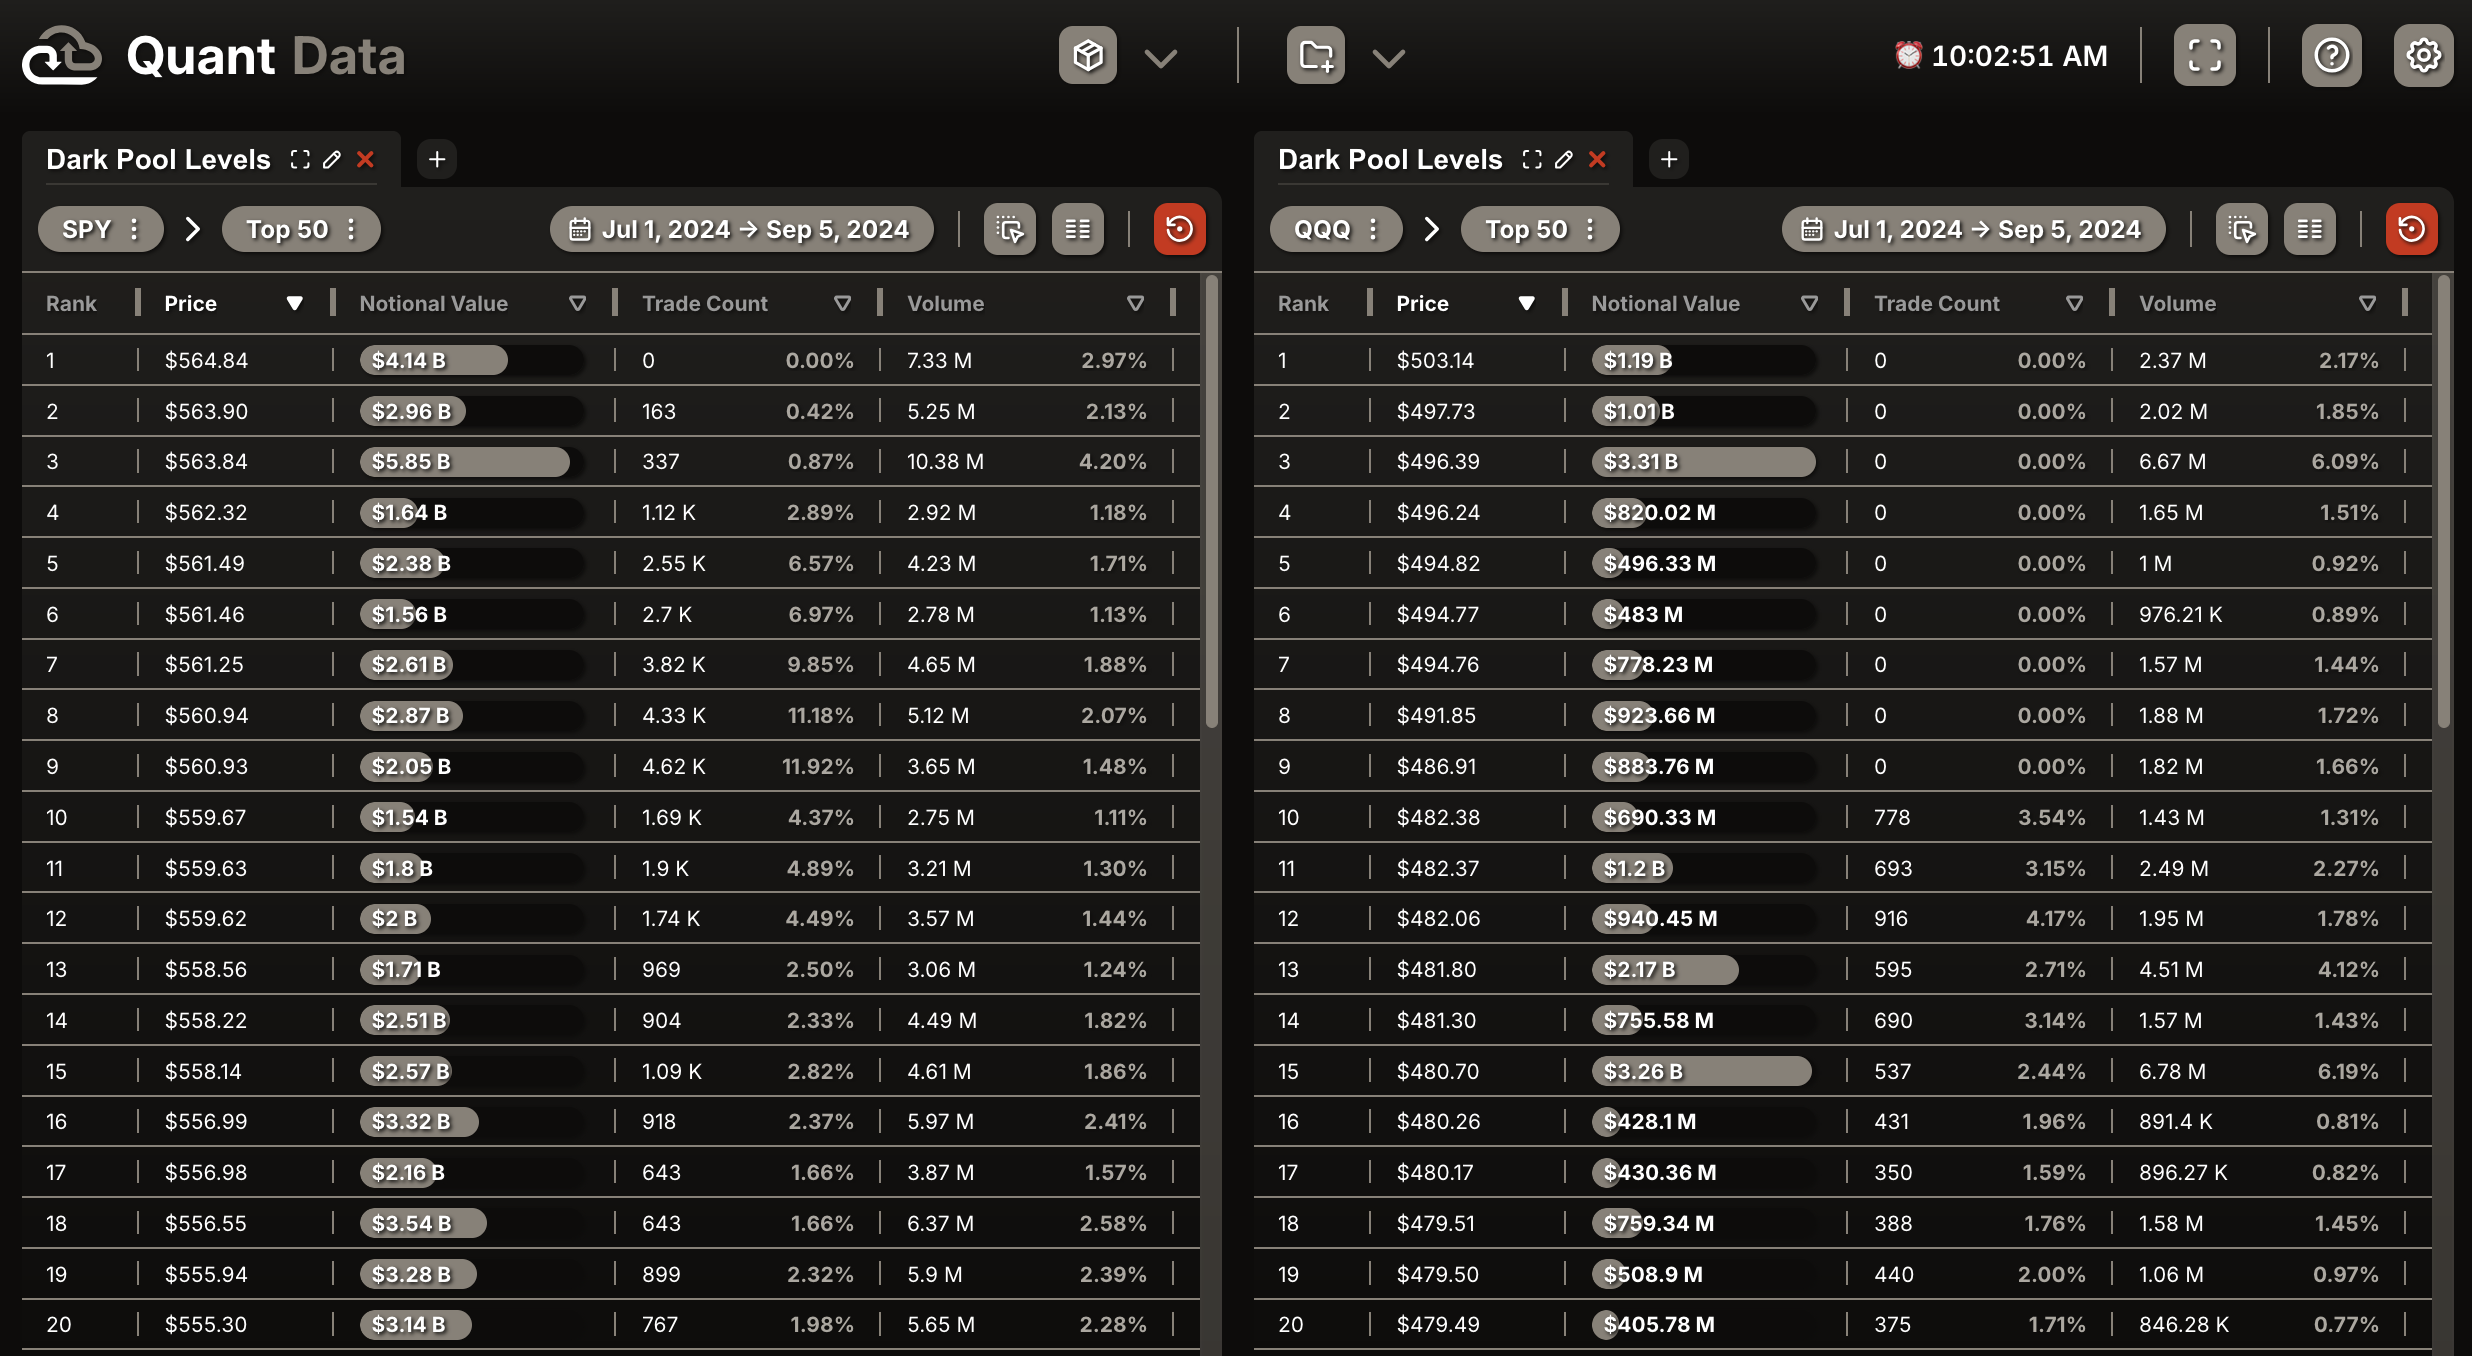 Quant Data
⏰ 10:02:51 AM
Dark Pool Levels
SPY Top 50 Jul 1, 2024 → Sep 5, 2024
Rank Price Notional Value Trade Count Volume
1 $564.84 $4.14 B 0 0.00% 7.33 M 2.97%
2 $563.90 $2.96 B 163 0.42% 5.25 M 2.13%
3 $563.84 $5.85 B 337 0.87% 10.38 M 4.20%
4 $562.32 $1.64 B 1.12 K 2.89% 2.92 M 1.18%
5 $561.49 $2.38 B 2.55 K 6.57% 4.23 M 1.71%
6 $561.46 $1.56 B 2.7 K 6.97% 2.78 M 1.13%
7 $561.25 $2.61 B 3.82 K 9.85% 4.65 M 1.88%
8 $560.94 $2.87 B 4.33 K 11.18% 5.12 M 2.07%
9 $560.93 $2.05 B 4.62 K 11.92% 3.65 M 1.48%
10 $559.67 $1.54 B 1.69 K 4.37% 2.75 M 1.11%
11 $559.63 $1.8 B 1.9 K 4.89% 3.21 M 1.30%
12 $559.62 $2 B 1.74 K 4.49% 3.57 M 1.44%
13 $558.56 $1.71 B 969 2.50% 3.06 M 1.24%
14 $558.22 $2.51 B 904 2.33% 4.49 M 1.82%
15 $558.14 $2.57 B 1.09 K 2.82% 4.61 M 1.86%
16 $556.99 $3.32 B 918 2.37% 5.97 M 2.41%
17 $556.98 $2.16 B 643 1.66% 3.87 M 1.57%
18 $556.55 $3.54 B 643 1.66% 6.37 M 2.58%
19 $555.94 $3.28 B 899 2.32% 5.9 M 2.39%
20 $555.30 $3.14 B 767 1.98% 5.65 M 2.28%
Dark Pool Levels
QQQ Top 50 Jul 1, 2024 → Sep 5, 2024
Rank Price Notional Value Trade Count Volume
1 $503.14 $1.19 B 0 0.00% 2.37 M 2.17%
2 $497.73 $1.01 B 0 0.00% 2.02 M 1.85%
3 $496.39 $3.31 B 0 0.00% 6.67 M 6.09%
4 $496.24 $820.02 M 0 0.00% 1.65 M 1.51%
5 $494.82 $496.33 M 0 0.00% 1 M 0.92%
6 $494.77 $483 M 0 0.00% 976.21 K 0.89%
7 $494.76 $778.23 M 0 0.00% 1.57 M 1.44%
8 $491.85 $923.66 M 0 0.00% 1.88 M 1.72%
9 $486.91 $883.76 M 0 0.00% 1.82 M 1.66%
10 $482.38 $690.33 M 778 3.54% 1.43 M 1.31%
11 $482.37 $1.2 B 693 3.15% 2.49 M 2.27%
12 $482.06 $940.45 M 916 4.17% 1.95 M 1.78%
13 $481.80 $2.17 B 595 2.71% 4.51 M 4.12%
14 $481.30 $755.58 M 690 3.14% 1.57 M 1.43%
15 $480.70 $3.26 B 537 2.44% 6.78 M 6.19%
16 $480.26 $428.1 M 431 1.96% 891.4 K 0.81%
17 $480.17 $430.36 M 350 1.59% 896.27 K 0.82%
18 $479.51 $759.34 M 388 1.76% 1.58 M 1.45%
19 $479.50 $508.9 M 440 2.00% 1.06 M 0.97%
20 $479.49 $405.78 M 375 1.71% 846.28 K 0.77%